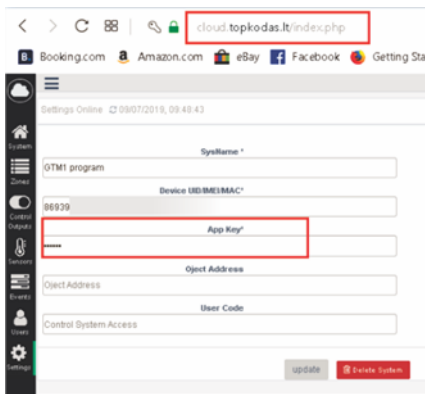 cloud.topkodas.lt/index.php
B. Booking.com a Amazon.com eBay Facebook Getting Sta
Settings Online 09/07/2019, 09:48:43
System
SysName *
GTM1 program
Zones
Device UID/IMEI/MAC*
86939
Control Outputs
App Key*
••••••
Sensors
Oject Address
Oject Address
Events
User Code
Control System Access
Users
Settings
update Delete System